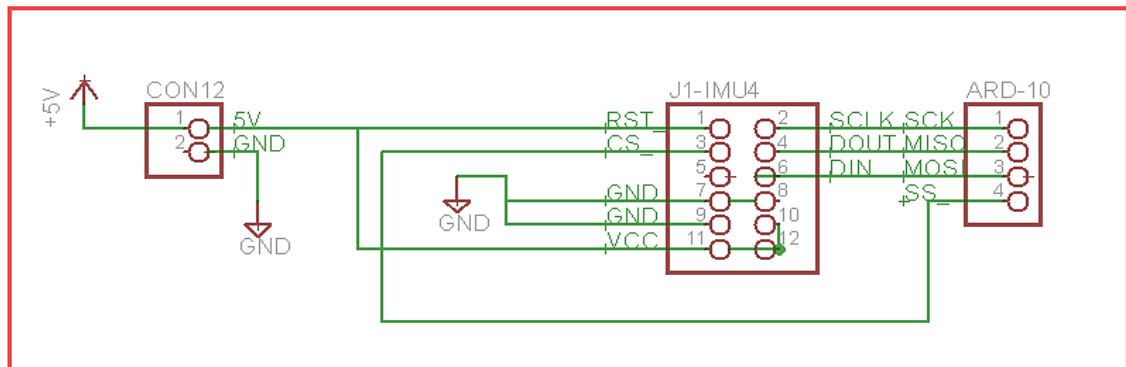 +5V
CON12
1
2
5V
GND
GND
J1-IMU4
RST_
CS_
GND
GND
GND
VCC
1
3
5
7
9
11
2
4
6
8
10
12
SCLK
DOUT
DIN
SCK
MISO
MOSI
SS_
ARD-10
1
2
3
4